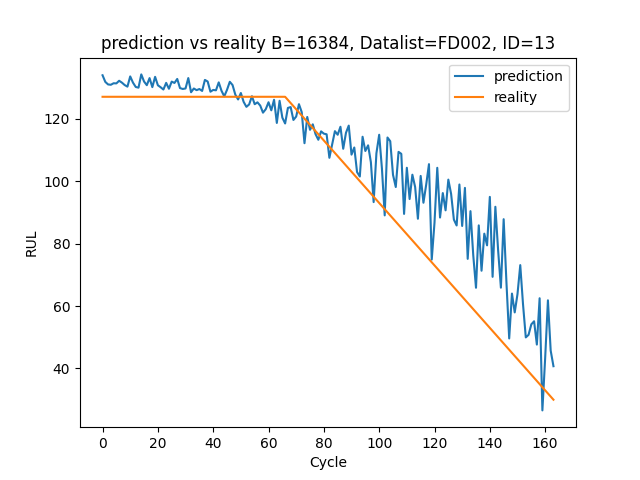 prediction vs reality B=16384, Datalist=FD002, ID=13
prediction
reality
RUL
120
100
80
60
40
0 20 40 60 80 100 120 140 160
Cycle